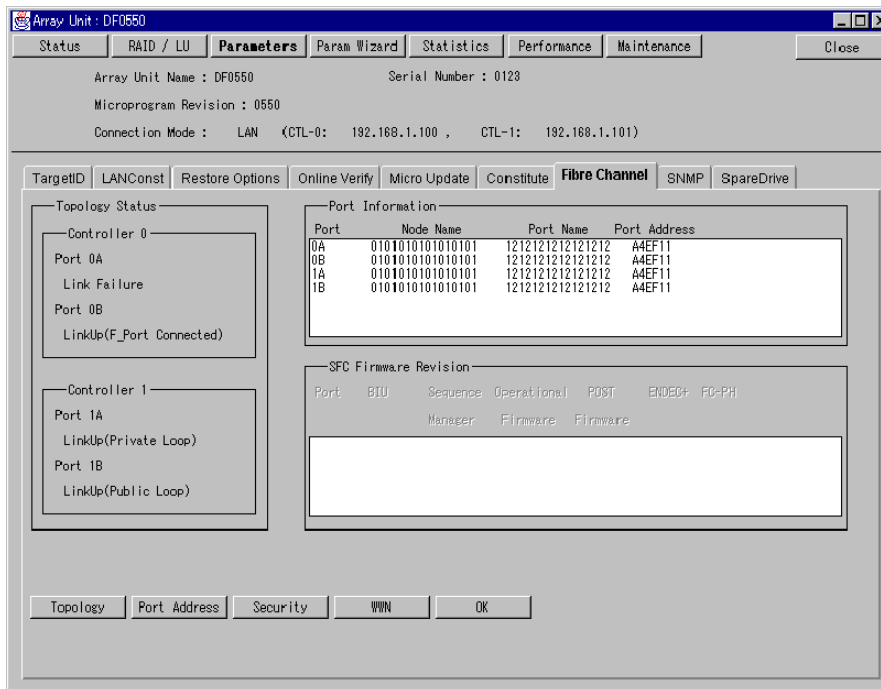 Array Unit : DF0550
Status RAID / LU Parameters Param Wizard Statistics Performance Maintenance Close
Array Unit Name : DF0550 Serial Number : 0123
Microprogram Revision : 0550
Connection Mode : LAN (CTL-0: 192.168.1.100 , CTL-1: 192.168.1.101)
TargetID LANConst Restore Options Online Verify Micro Update Constitute Fibre Channel SNMP SpareDrive
Topology Status
Controller 0
Port 0A
Link Failure
Port 0B
LinkUp(F_Port Connected)
Controller 1
Port 1A
LinkUp(Private Loop)
Port 1B
LinkUp(Public Loop)
Port Information
Port Node Name Port Name Port Address
0A 0101010101010101 1212121212121212 A4EF11
0B 0101010101010101 1212121212121212 A4EF11
1A 0101010101010101 1212121212121212 A4EF11
1B 0101010101010101 1212121212121212 A4EF11
SFC Firmware Revision
Port BIU Sequence Operational POST ENDEC+ FC-PH
Manager Firmware Firmware
Topology Port Address Security WWN OK